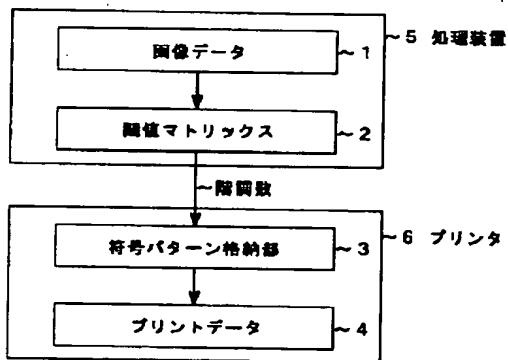 画像データ ~1
~5 処理装置
閾値マトリックス ~2
~階調数
符号パターン格納部 ~3
~6 プリンタ
プリントデータ ~4